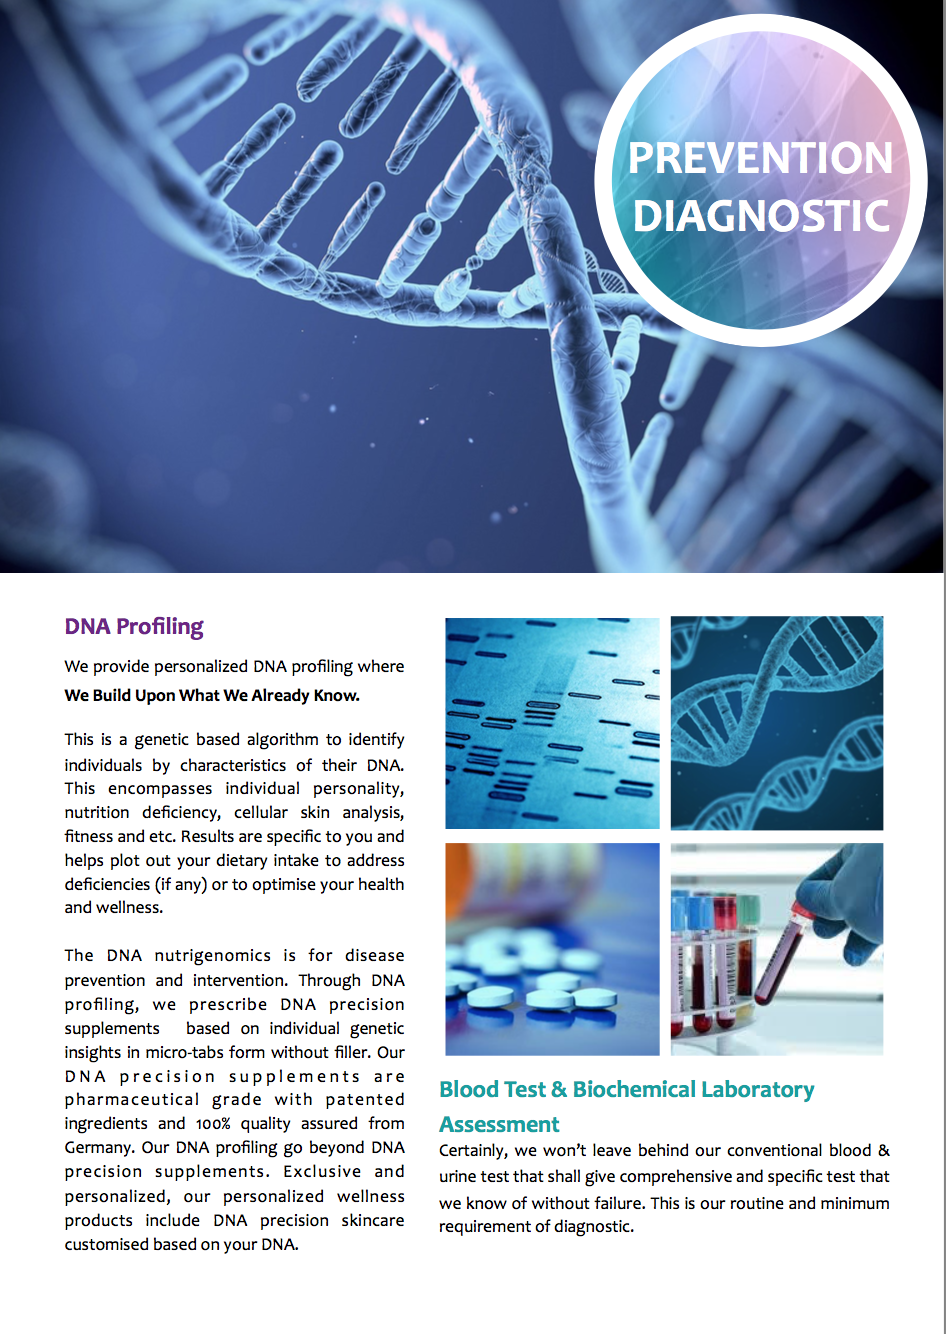 PREVENTION
DIAGNOSTIC
DNA Profiling
We provide personalized DNA profiling where
We Build Upon What We Already Know.
This is a genetic based algorithm to identify
individuals by characteristics of their DNA.
This encompasses individual personality,
nutrition deficiency, cellular skin analysis,
fitness and etc. Results are specific to you and
helps plot out your dietary intake to address
deficiencies (if any) or to optimise your health
and wellness.
The DNA nutrigenomics is for disease
prevention and intervention. Through DNA
profiling, we prescribe DNA precision
supplements based on individual genetic
insights in micro-tabs form without filler. Our
DNA precision supplements are
pharmaceutical grade with patented
ingredients and 100% quality assured from
Germany. Our DNA profiling go beyond DNA
precision supplements. Exclusive and
personalized, our personalized wellness
products include DNA precision skincare
customised based on your DNA.
Blood Test & Biochemical Laboratory
Assessment
Certainly, we won't leave behind our conventional blood &
urine test that shall give comprehensive and specific test that
we know of without failure. This is our routine and minimum
requirement of diagnostic.